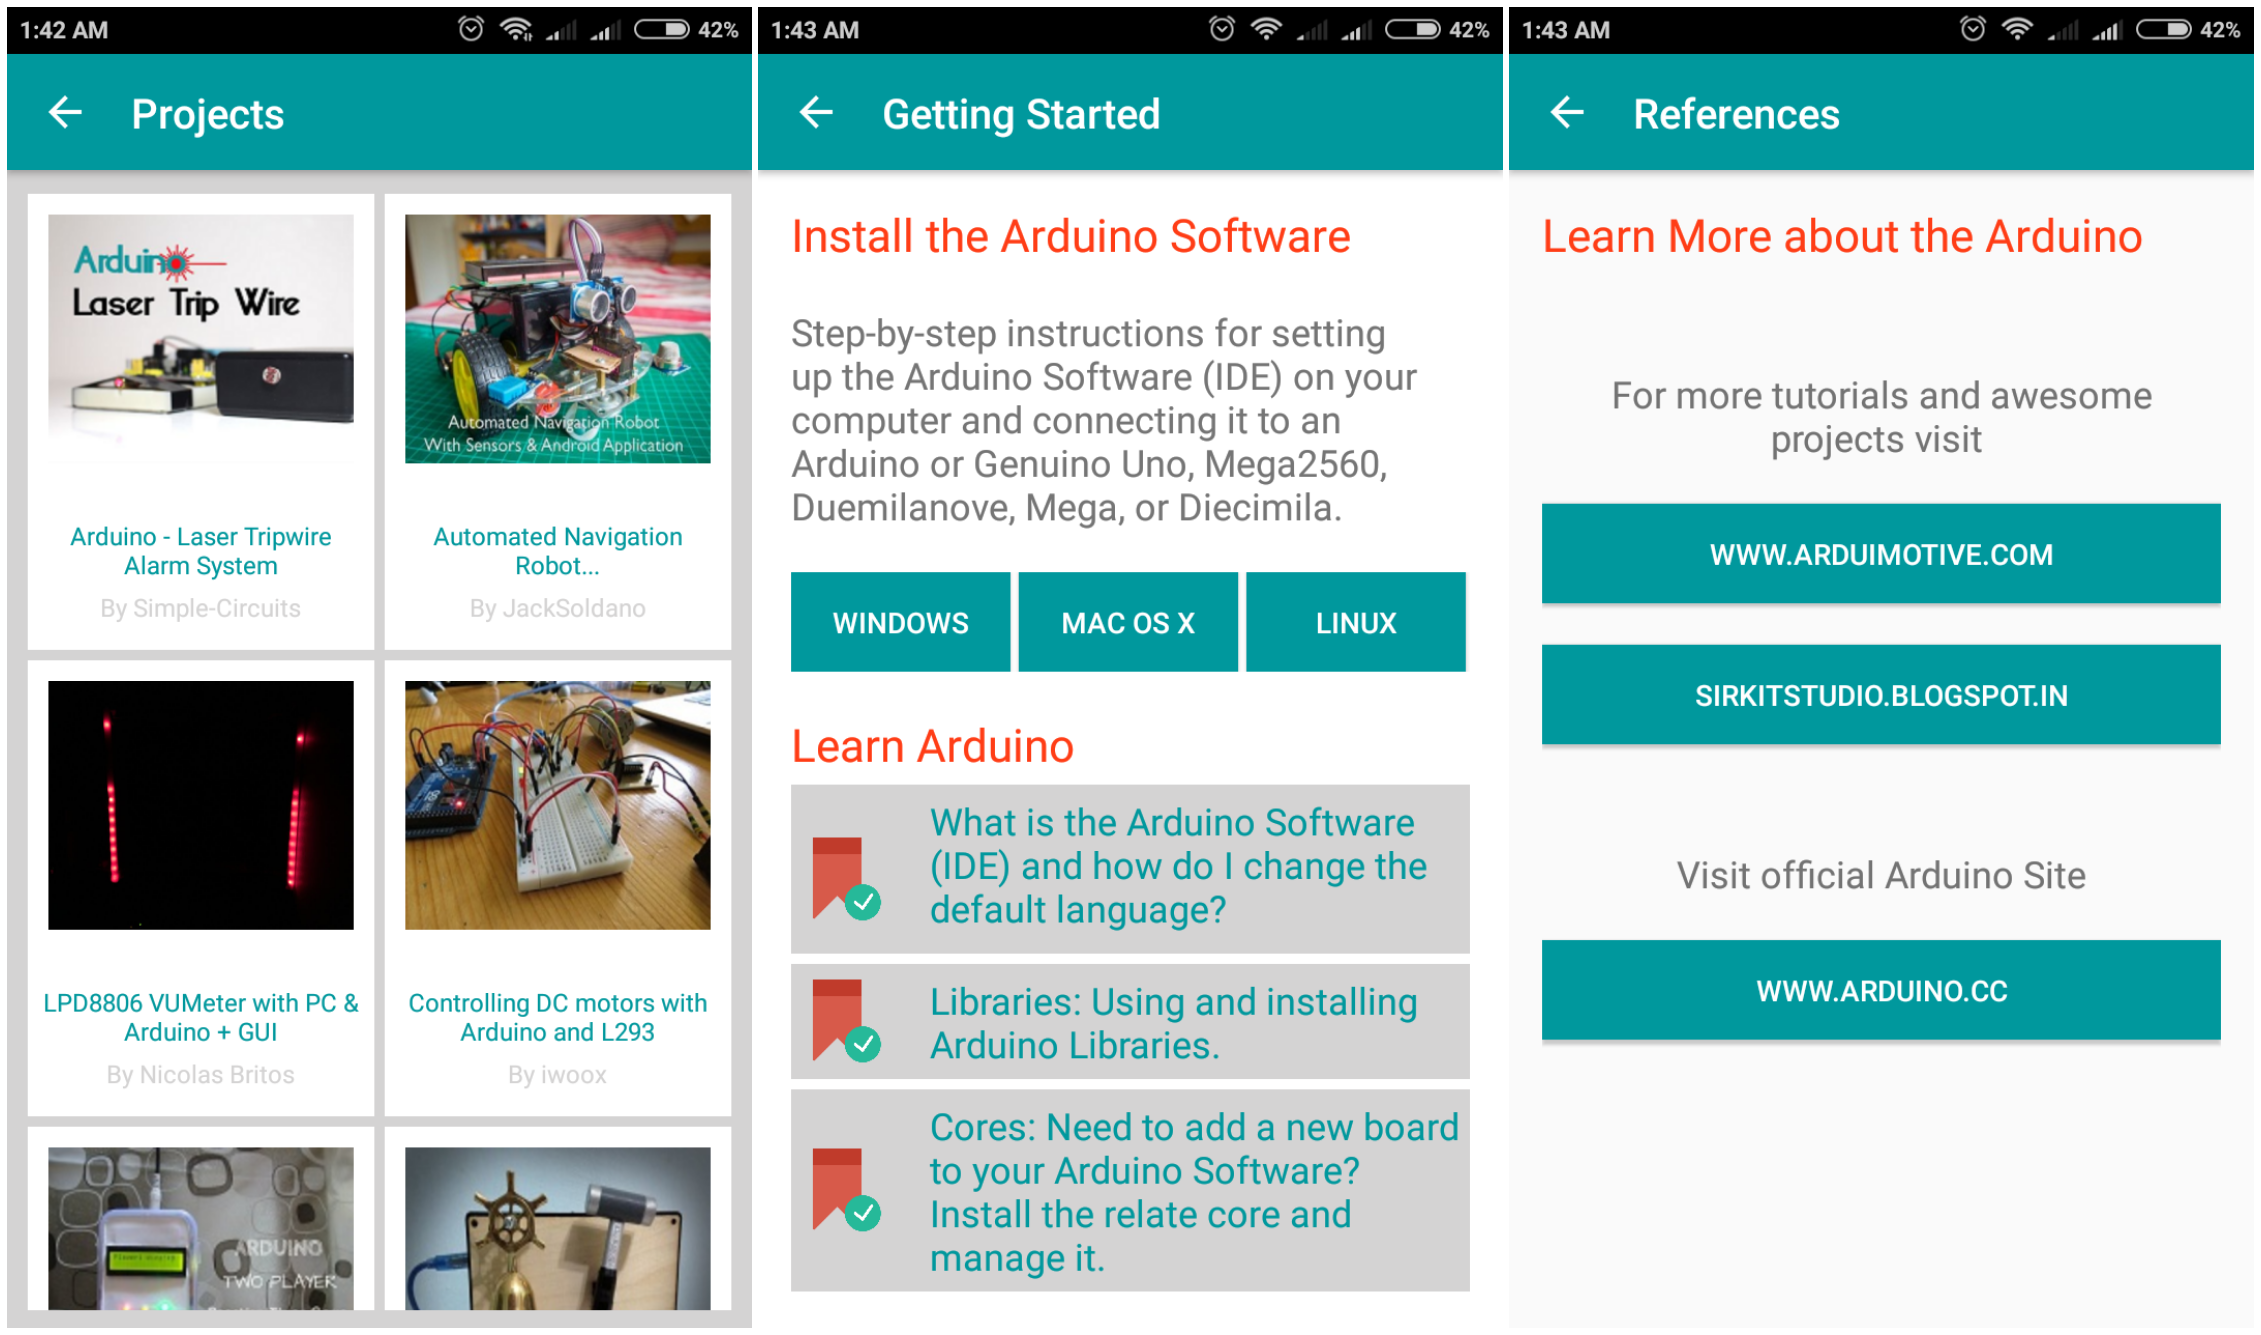 1:42 AM
42%
Projects
Arduino
Laser Trip Wire
Arduino - Laser Tripwire
Alarm System
By Simple-Circuits
Automated Navigation Robot
With Sensors & Android Application
Automated Navigation
Robot...
By JackSoldano
LPD8806 VUMeter with PC &
Arduino + GUI
By Nicolas Britos
Controlling DC motors with
Arduino and L293
By iwoox
ARDUINO
TWO PLAYER
1:43 AM
42%
Getting Started
Install the Arduino Software
Step-by-step instructions for setting
up the Arduino Software (IDE) on your
computer and connecting it to an
Arduino or Genuino Uno, Mega2560,
Duemilanove, Mega, or Diecimila.
WINDOWS
MAC OS X
LINUX
Learn Arduino
What is the Arduino Software
(IDE) and how do I change the
default language?
Libraries: Using and installing
Arduino Libraries.
Cores: Need to add a new board
to your Arduino Software?
Install the relate core and
manage it.
1:43 AM
42%
References
Learn More about the Arduino
For more tutorials and awesome
projects visit
WWW.ARDUIMOTIVE.COM
SIRKITSTUDIO.BLOGSPOT.IN
Visit official Arduino Site
WWW.ARDUINO.CC